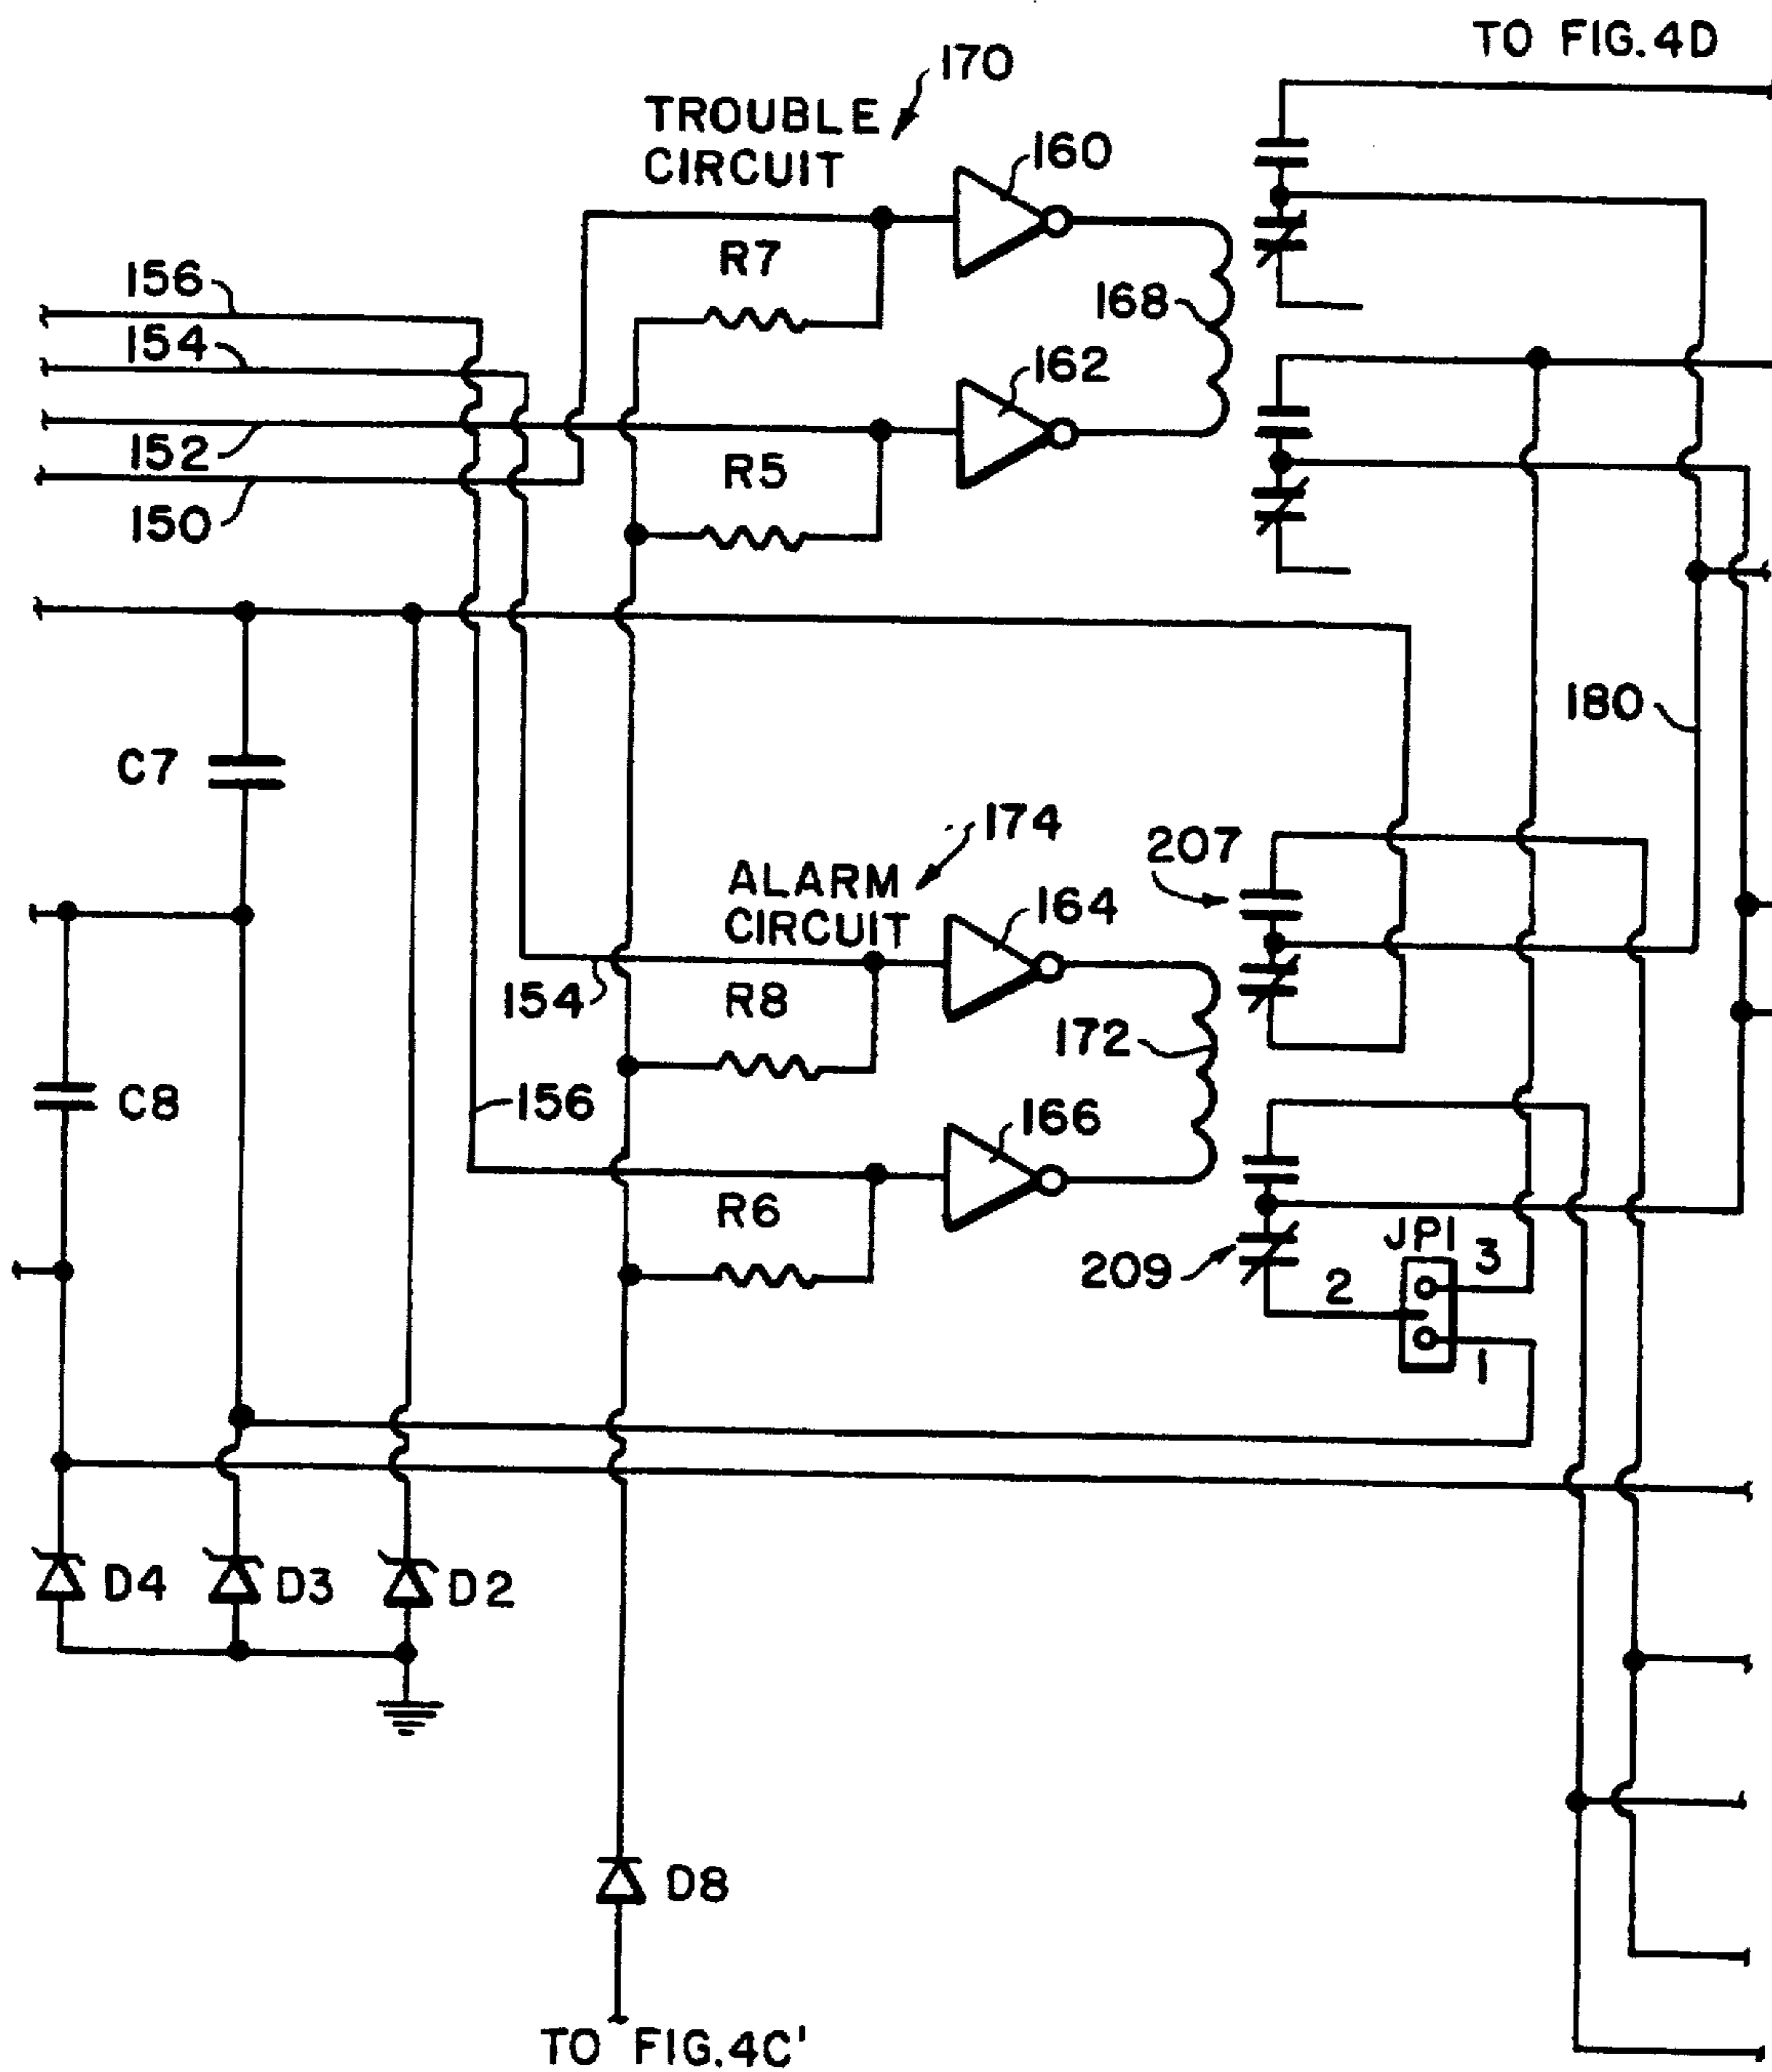 TO FIG.4D
170
TROUBLE
CIRCUIT
160
R7
156
168
154
162
152
R5
150
180
C7
174
207
ALARM
CIRCUIT
164
154
R8
172
C8
156
166
R6
JP1
3
209
2
1
D4
D3
D2
D8
TO FIG.4C'